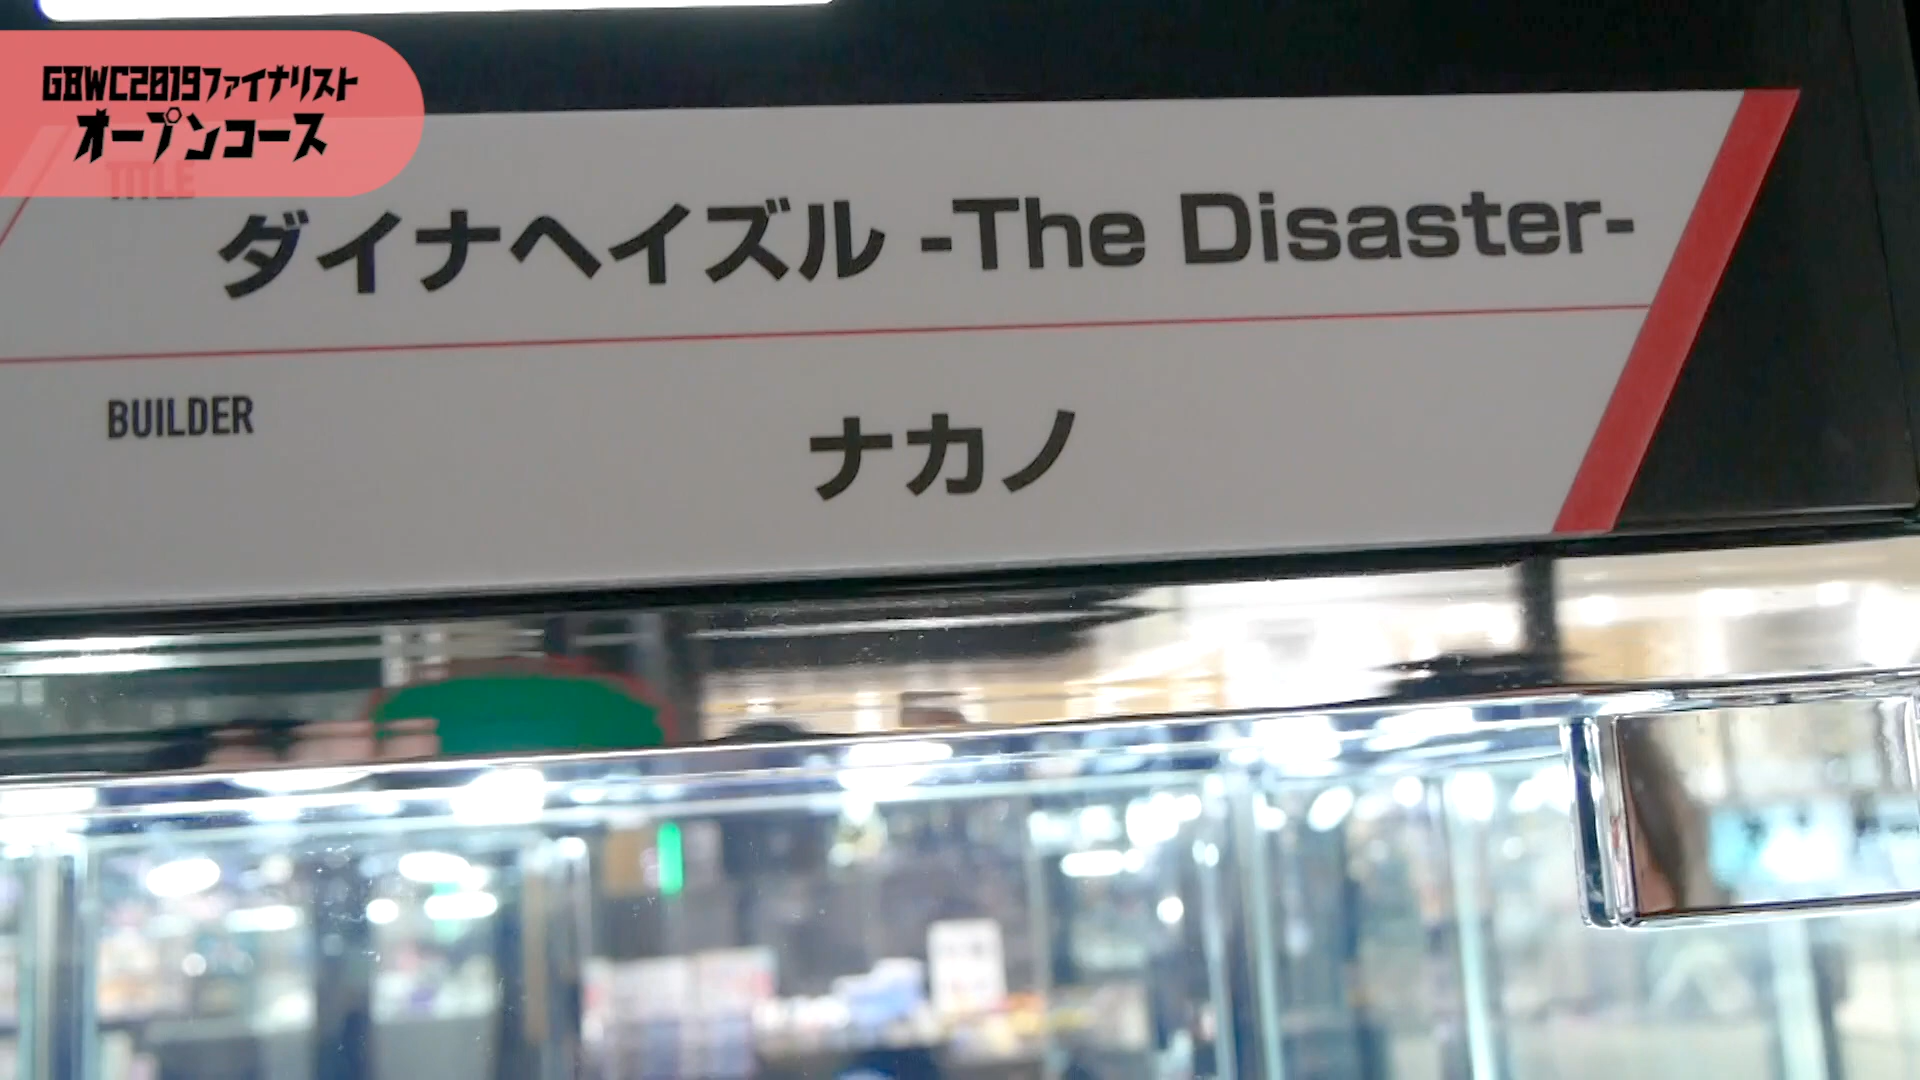 GBWC2019ファイナリスト
オープンコース
TITLE
ダイナヘイズル -The Disaster-
BUILDER
ナカノ